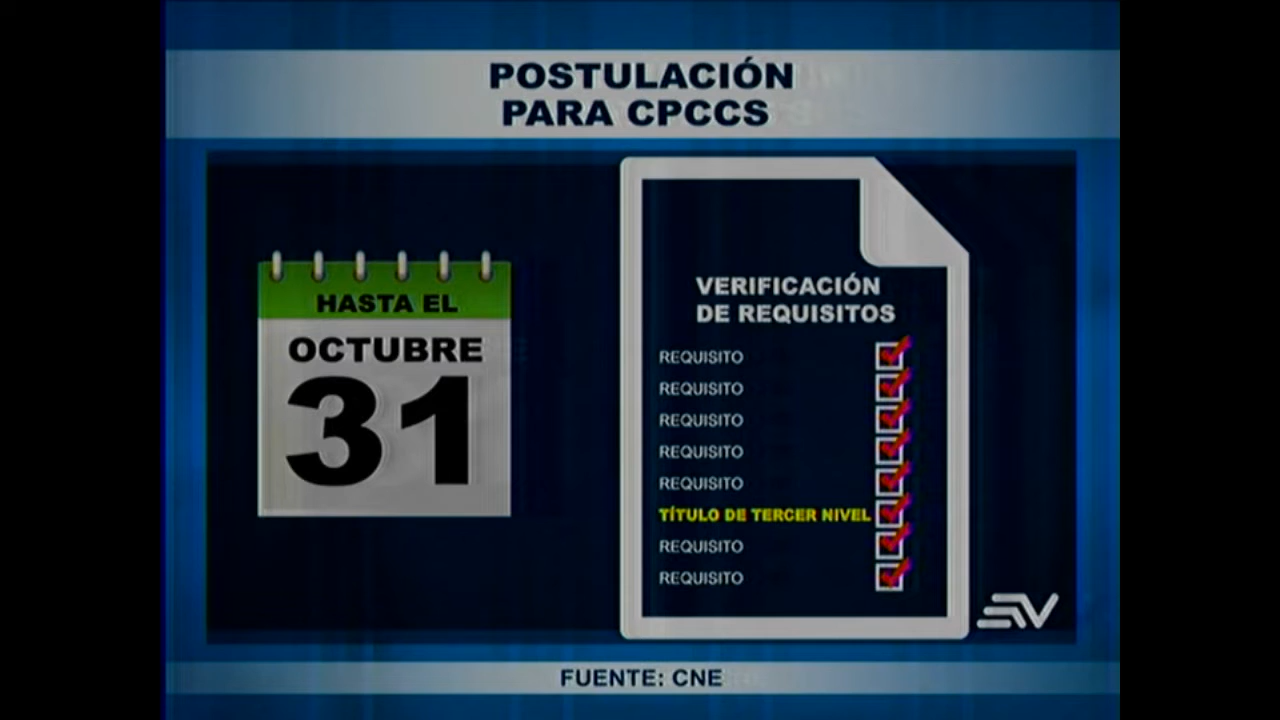 POSTULACIÓN
PARA CPCCS
HASTA EL
OCTUBRE
31
VERIFICACIÓN
DE REQUISITOS
REQUISITO
REQUISITO
REQUISITO
REQUISITO
REQUISITO
TÍTULO DE TERCER NIVEL
REQUISITO
REQUISITO
FUENTE: CNE